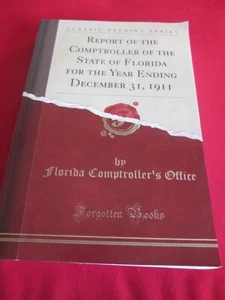 CLASSIC REPRINT SERIES
REPORT OF THE
COMPTROLLER OF THE
STATE OF FLORIDA
FOR THE YEAR ENDING
DECEMBER 31, 1911
by
Florida Comptroller's Office
Forgotten Books